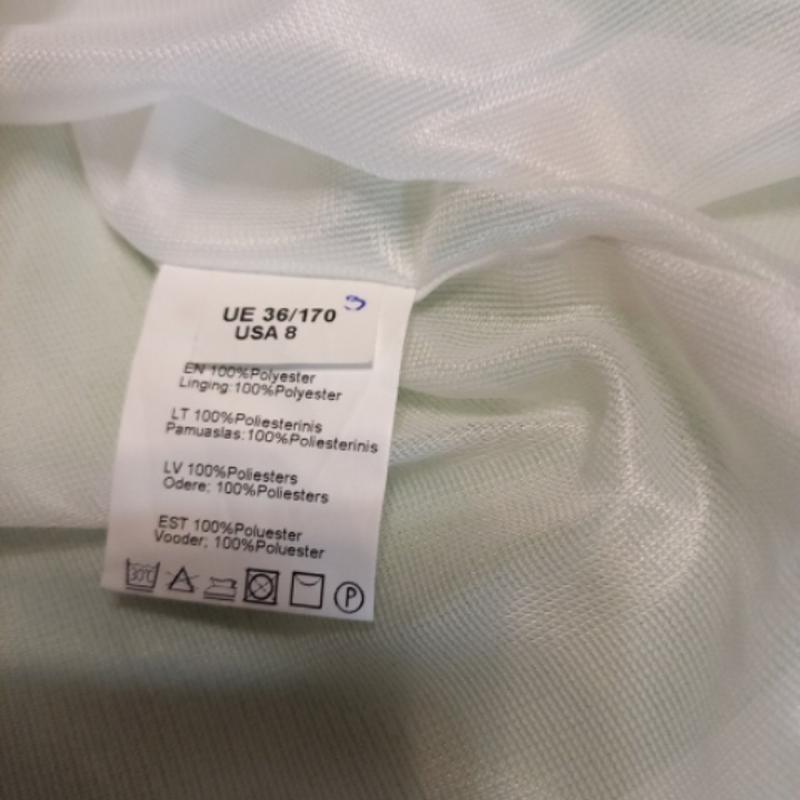 UE 36/170
USA 8
EN 100%Polyester
Linging:100%Polyester
LT 100%Poliesterinis
Pamuaslas:100%Poliesterinis
LV 100%Poliesters
Odere; 100%Poliesters
EST 100%Poluester
Vooder; 100%Poluester
30°C
P